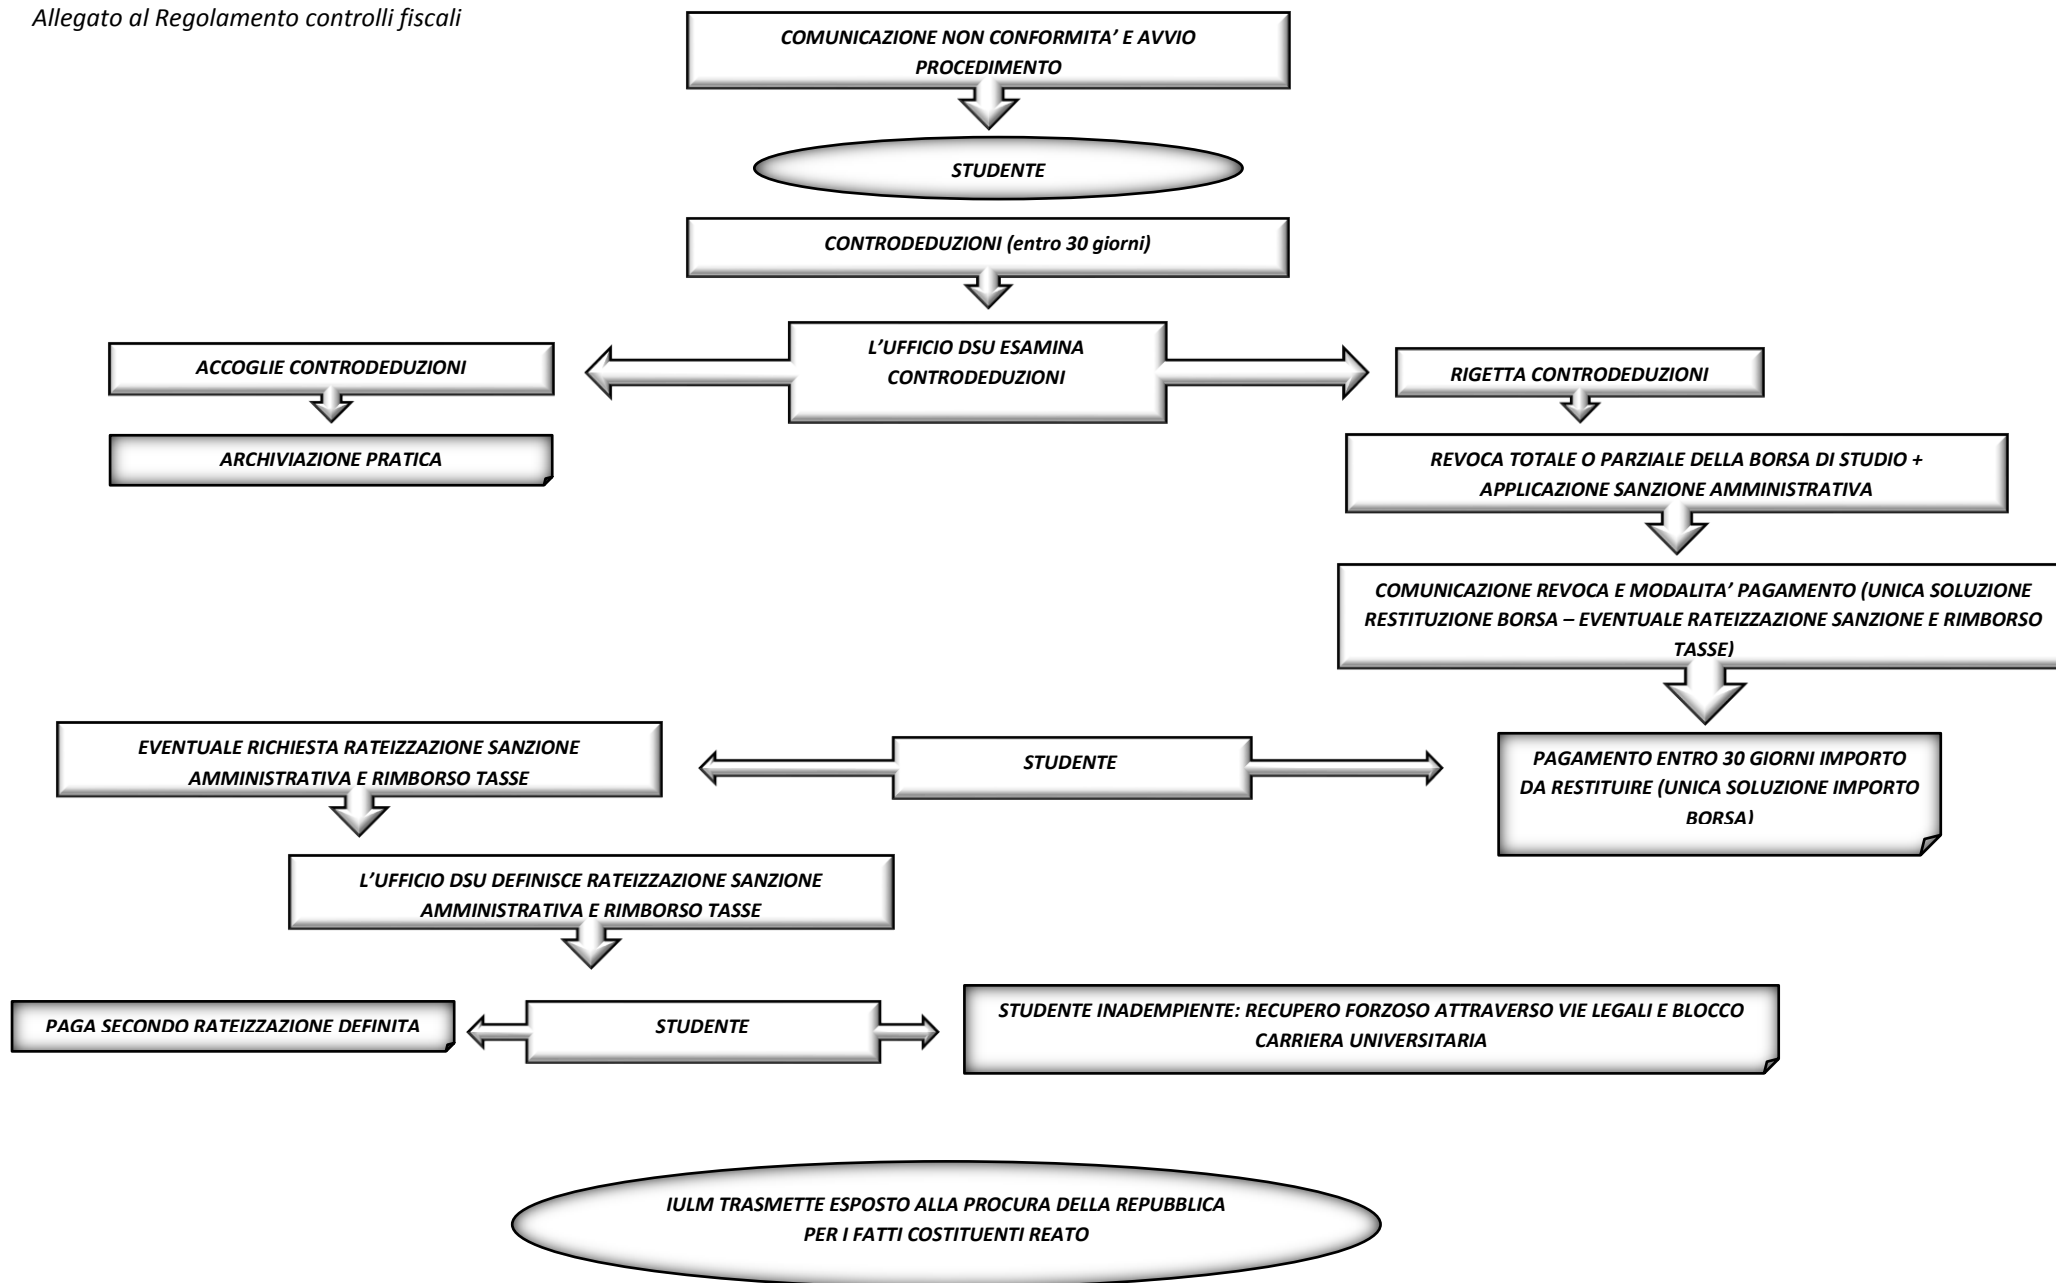 Allegato al Regolamento controlli fiscali
COMUNICAZIONE NON CONFORMITA’ E AVVIO
PROCEDIMENTO
STUDENTE
CONTRODEDUZIONI (entro 30 giorni)
L’UFFICIO DSU ESAMINA
CONTRODEDUZIONI
ACCOGLIE CONTRODEDUZIONI
RIGETTA CONTRODEDUZIONI
ARCHIVIAZIONE PRATICA
REVOCA TOTALE O PARZIALE DELLA BORSA DI STUDIO +
APPLICAZIONE SANZIONE AMMINISTRATIVA
COMUNICAZIONE REVOCA E MODALITA’ PAGAMENTO (UNICA SOLUZIONE
RESTITUZIONE BORSA – EVENTUALE RATEIZZAZIONE SANZIONE E RIMBORSO
TASSE)
EVENTUALE RICHIESTA RATEIZZAZIONE SANZIONE
AMMINISTRATIVA E RIMBORSO TASSE
STUDENTE
PAGAMENTO ENTRO 30 GIORNI IMPORTO
DA RESTITUIRE (UNICA SOLUZIONE IMPORTO
BORSA)
L’UFFICIO DSU DEFINISCE RATEIZZAZIONE SANZIONE
AMMINISTRATIVA E RIMBORSO TASSE
PAGA SECONDO RATEIZZAZIONE DEFINITA
STUDENTE
STUDENTE INADEMPIENTE: RECUPERO FORZOSO ATTRAVERSO VIE LEGALI E BLOCCO
CARRIERA UNIVERSITARIA
IULM TRASMETTE ESPOSTO ALLA PROCURA DELLA REPUBBLICA
PER I FATTI COSTITUENTI REATO